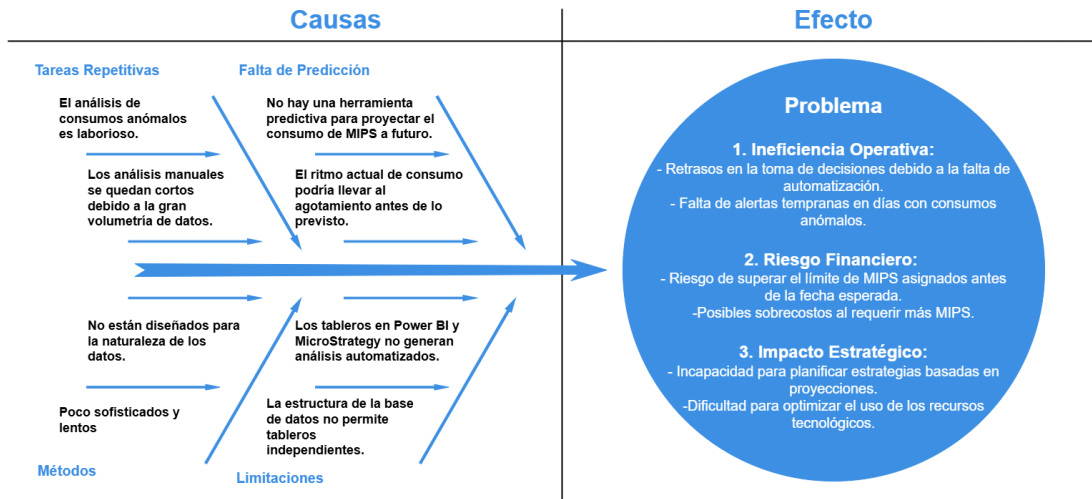 Causas
Efecto
Tareas Repetitivas
El análisis de
consumos anómalos
es laborioso.
Los análisis manuales
se quedan cortos
debido a la gran
volumetría de datos.
Falta de Predicción
No hay una herramienta
predictiva para proyectar el
consumo de MIPS a futuro.
El ritmo actual de consumo
podría llevar al
agotamiento antes de lo
previsto.
No están diseñados para
la naturaleza de los
datos.
Poco sofisticados y
lentos
Métodos
Los tableros en Power BI y
MicroStrategy no generan
análisis automatizados.
La estructura de la base
de datos no permite
tableros
independientes.
Limitaciones
Problema
1. Ineficiencia Operativa:
- Retrasos en la toma de decisiones debido a la falta de
automatización.
- Falta de alertas tempranas en días con consumos
anómalos.
2. Riesgo Financiero:
- Riesgo de superar el límite de MIPS asignados antes
de la fecha esperada.
-Posibles sobrecostos al requerir más MIPS.
3. Impacto Estratégico:
- Incapacidad para planificar estrategias basadas en
proyecciones.
-Dificultad para optimizar el uso de los recursos
tecnológicos.